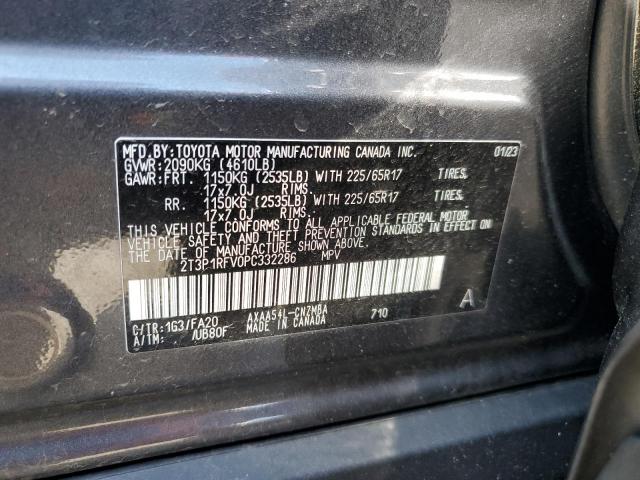 MFD.BY:TOYOTA MOTOR MANUFACTURING CANADA INC. 01/23
GVWR:2090KG (4610LB)
GAWR:FRT. 1150KG (2535LB) WITH 225/65R17 TIRES,
17x7.0J RIMS,
RR. 1150KG (2535LB) WITH 225/65R17 TIRES,
17x7.0J RIMS.
THIS VEHICLE CONFORMS TO ALL APPLICABLE FEDERAL MOTOR
VEHICLE SAFETY AND THEFT PREVENTION STANDARDS IN
EFFECT ON THE DATE OF MANUFACTURE SHOWN ABOVE.
2T3P1RFV0PC332286 MPV
C/TR:1G3/FA20 AXAA54L-CNZMBA 710 A
A/TM: /UB80F MADE IN CANADA